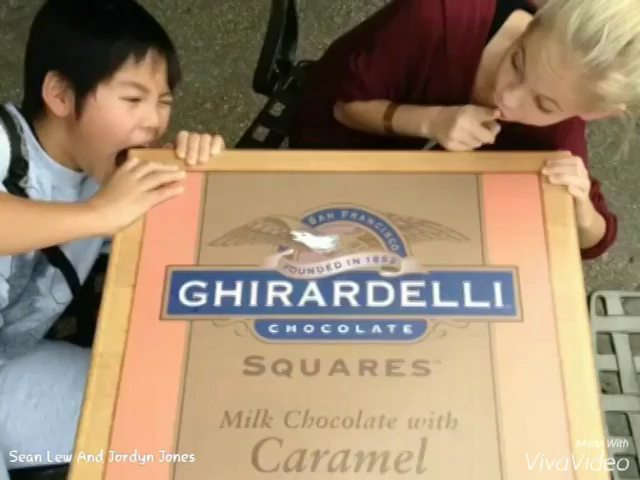 SAN FRANCISCO
FOUNDED IN 1852
GHIRARDELLI
CHOCOLATE
SQUARES™
Milk Chocolate with
Caramel
Sean Lew And Jordyn Jones
Made With
VivaVideo